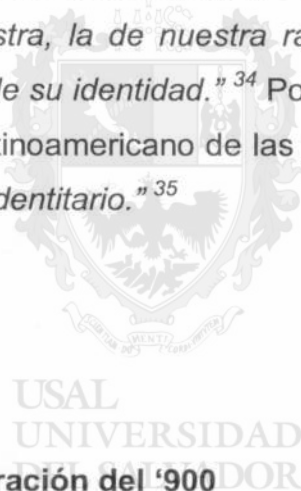 stra, la de nuestra ra
le su identidad.” 34 Po
tinoamericano de las
dentitario.” 35
USAL
UNIVERSIDAD
DEL SALVADOR
ración del ‘900